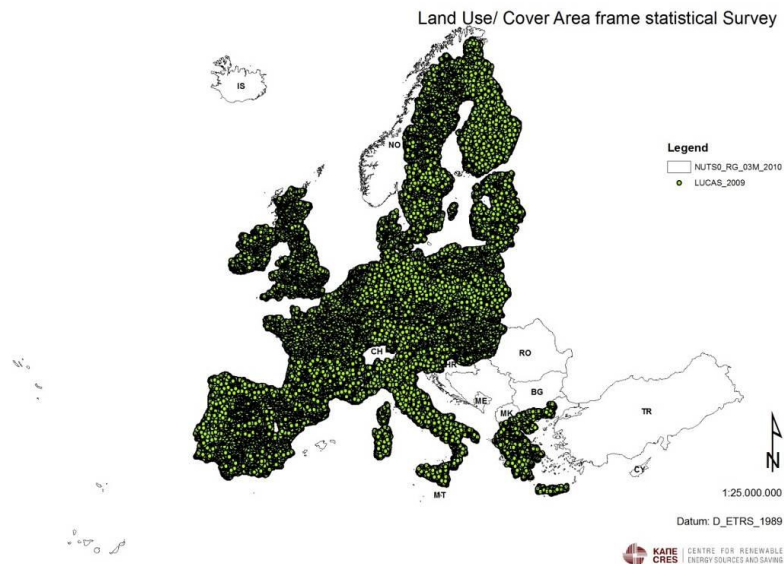 Land Use/ Cover Area frame statistical Survey
IS
NO
Legend
NUTS0_RG_03M_2010
LUCAS_2009
CH
HR
RO
ME
BG
MK
TR
CY
MT
N
1:25.000.000
Datum: D_ETRS_1989
ΚΑΠΕ
CRES
CENTRE FOR RENEWABLE
ENERGY SOURCES AND SAVING